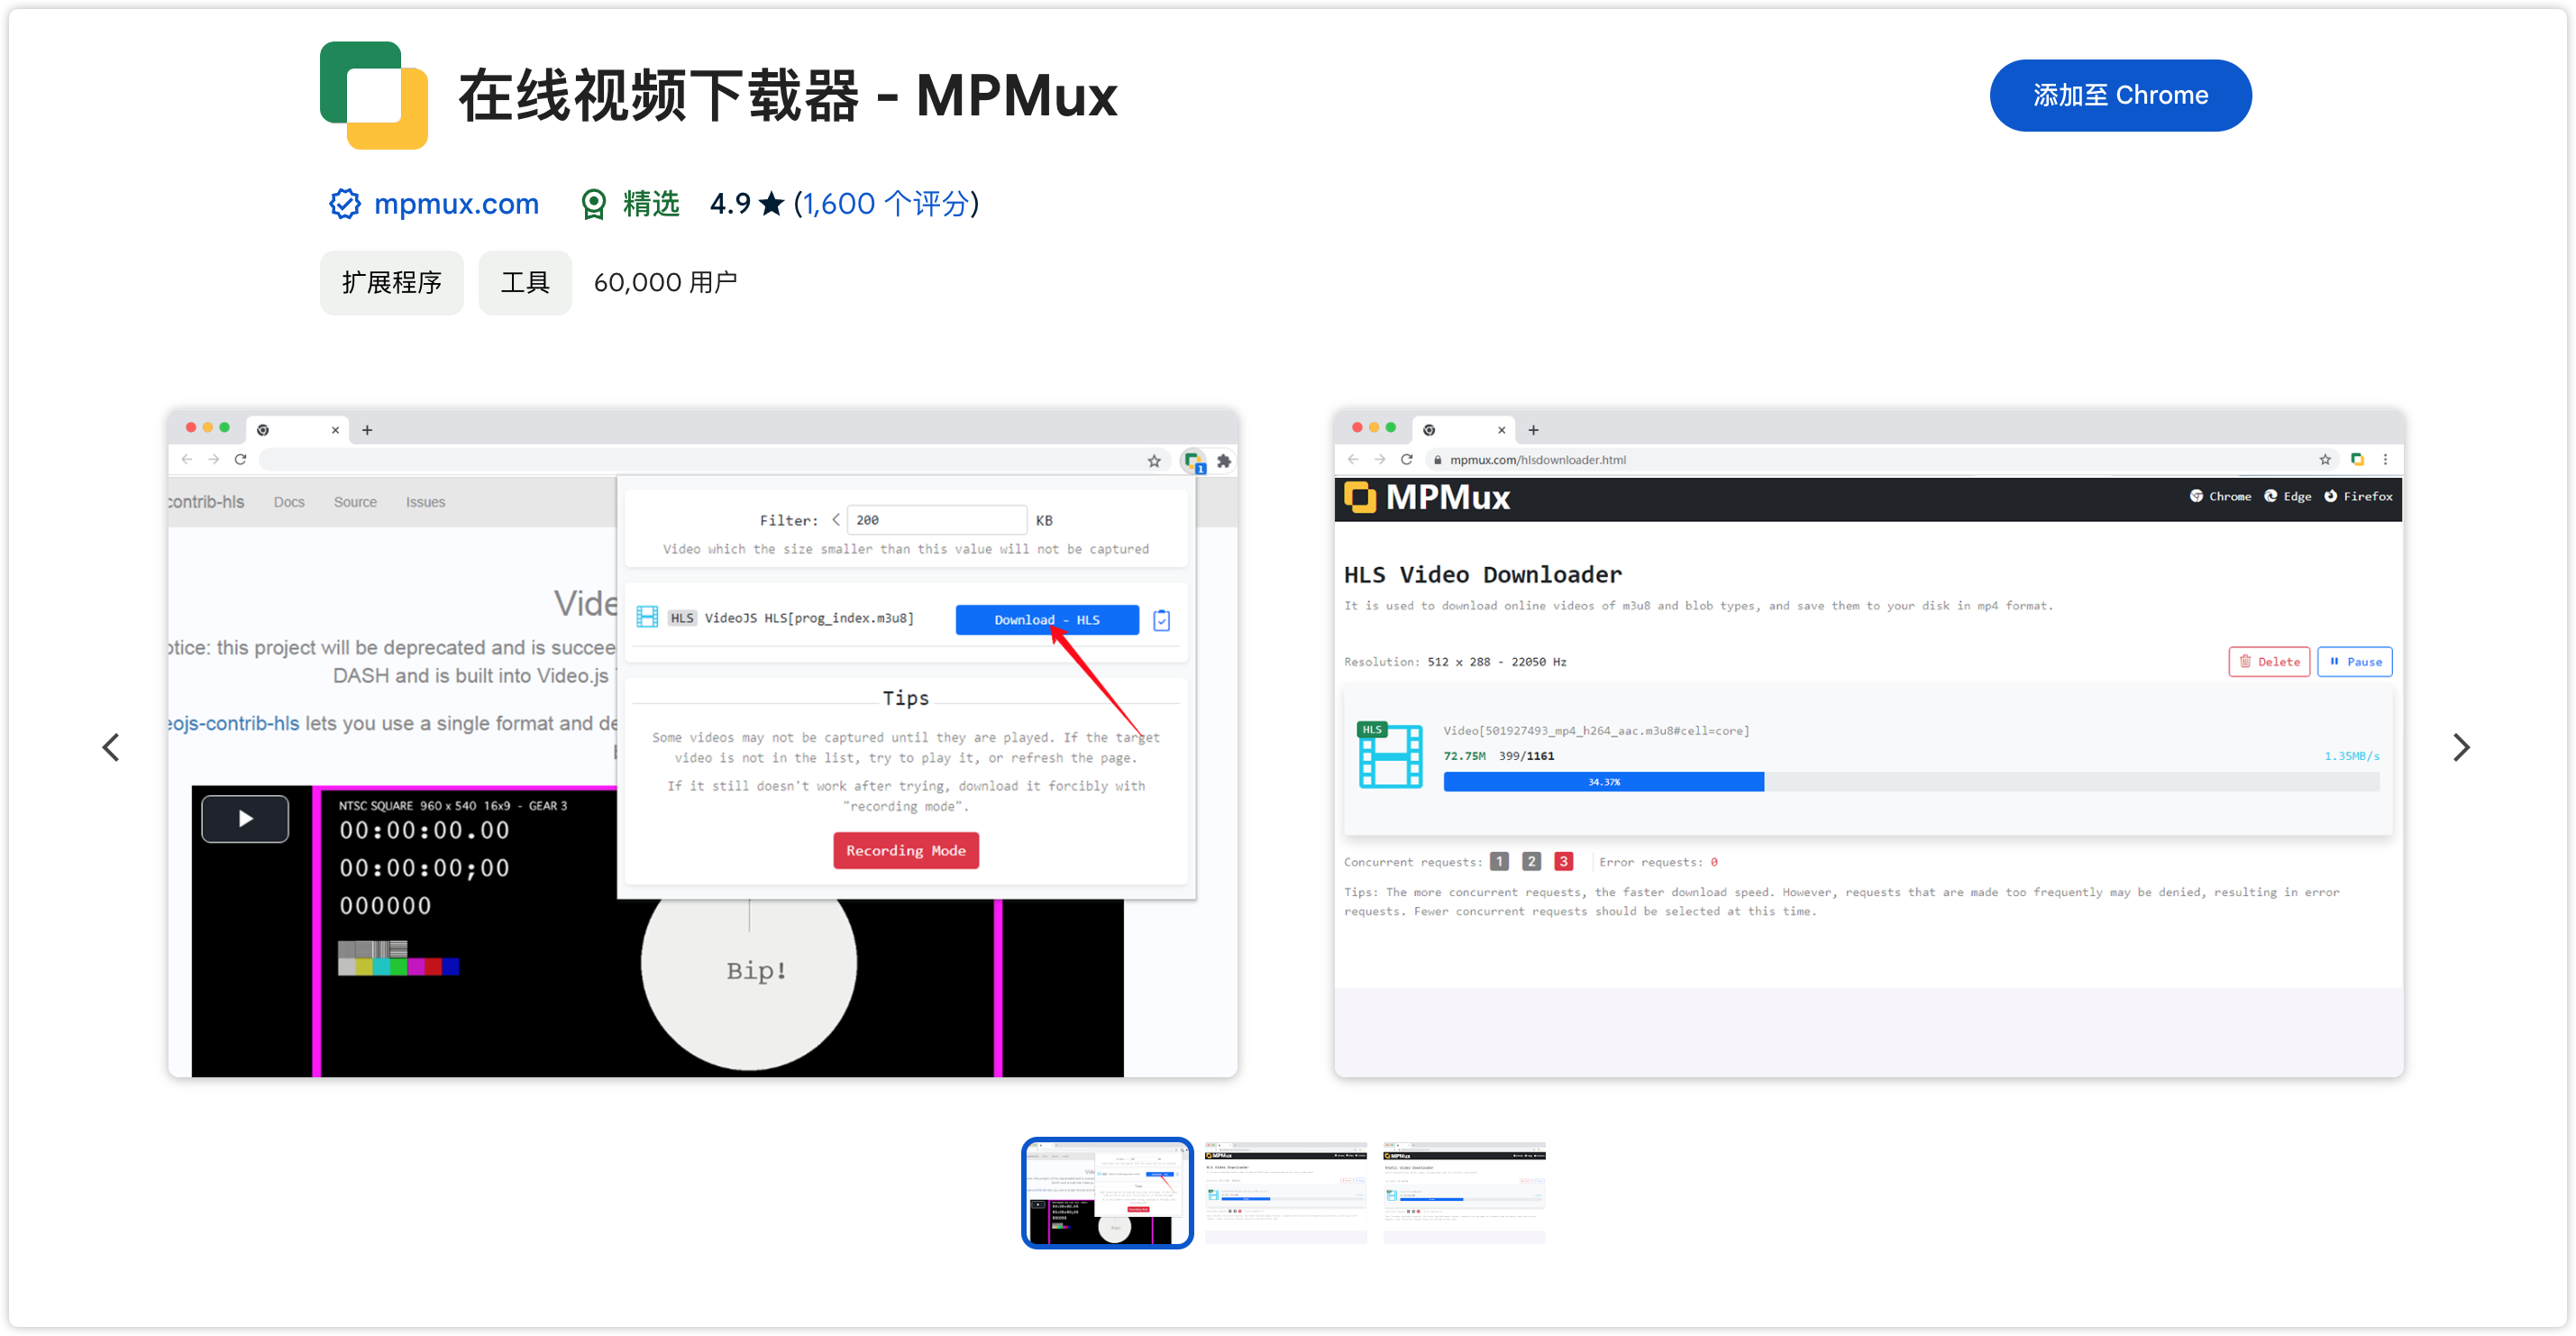 在线视频下载器 - MPMux
添加至 Chrome
mpmux.com 精选 4.9 ★ (1,600 个评分)
扩展程序 工具 60,000 用户
contrib-hls Docs Source Issues
Filter: < 200 KB
Video which the size smaller than this value will not be captured
HLS VideoJS HLS[prog_index.m3u8] Download - HLS
Tips
Some videos may not be captured until they are played. If the target
video is not in the list, try to play it, or refresh the page.
If it still doesn't work after trying, download it forcibly with
"recording mode".
Recording Mode
1
Vide
otice: this project will be deprecated and is succee
DASH and is built into Video.js
eojs-contrib-hls lets you use a single format and de
NTSC SQUARE 960 x 540 16x9 - GEAR 3
00:00:00.00
00:00:00;00
000000
Bip!
mpmux.com/hlsdownloader.html
MPMux Chrome Edge Firefox
HLS Video Downloader
It is used to download online videos of m3u8 and blob types, and save them to your disk in mp4 format.
Resolution: 512 x 288 - 22050 Hz Delete Pause
HLS Video[501927493_mp4_h264_aac.m3u8#cell=core]
72.75M 399/1161 1.35MB/s
34.37%
Concurrent requests: 1 2 3 Error requests: 0
Tips: The more concurrent requests, the faster download speed. However, requests that are made too frequently may be denied, resulting in error
requests. Fewer concurrent requests should be selected at this time.